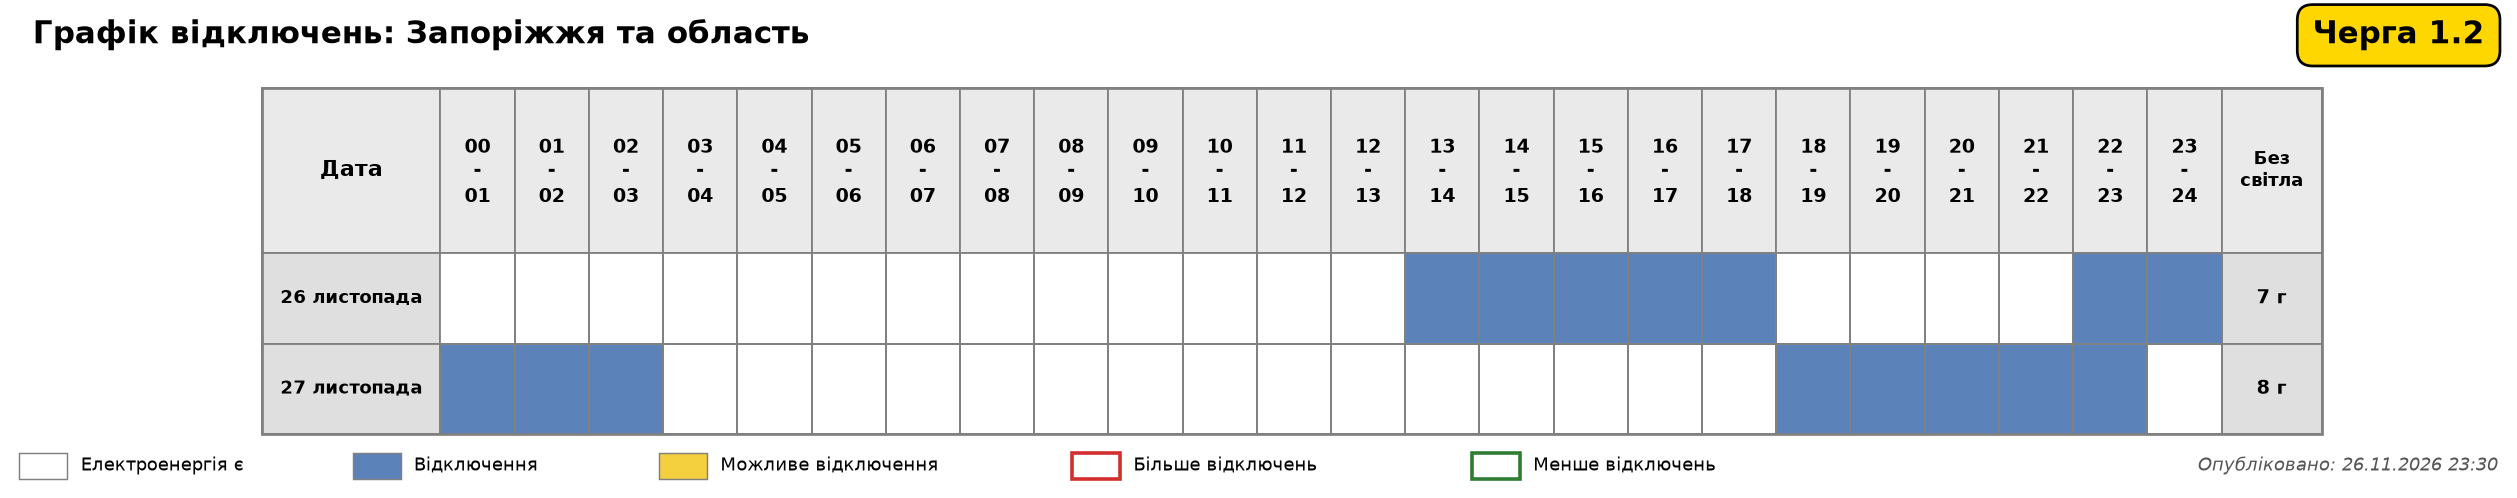 Графік відключень: Запоріжжя та область
Черга 1.2
Дата 00 - 01 01 - 02 02 - 03 03 - 04 04 - 05 05 - 06 06 - 07 07 - 08 08 - 09 09 - 10 10 - 11 11 - 12 12 - 13 13 - 14 14 - 15 15 - 16 16 - 17 17 - 18 18 - 19 19 - 20 20 - 21 21 - 22 22 - 23 23 - 24 Без світла
26 листопада 7 г
27 листопада 8 г
Електроенергія є Відключення Можливе відключення Більше відключень Менше відключень
Опубліковано: 26.11.2026 23:30